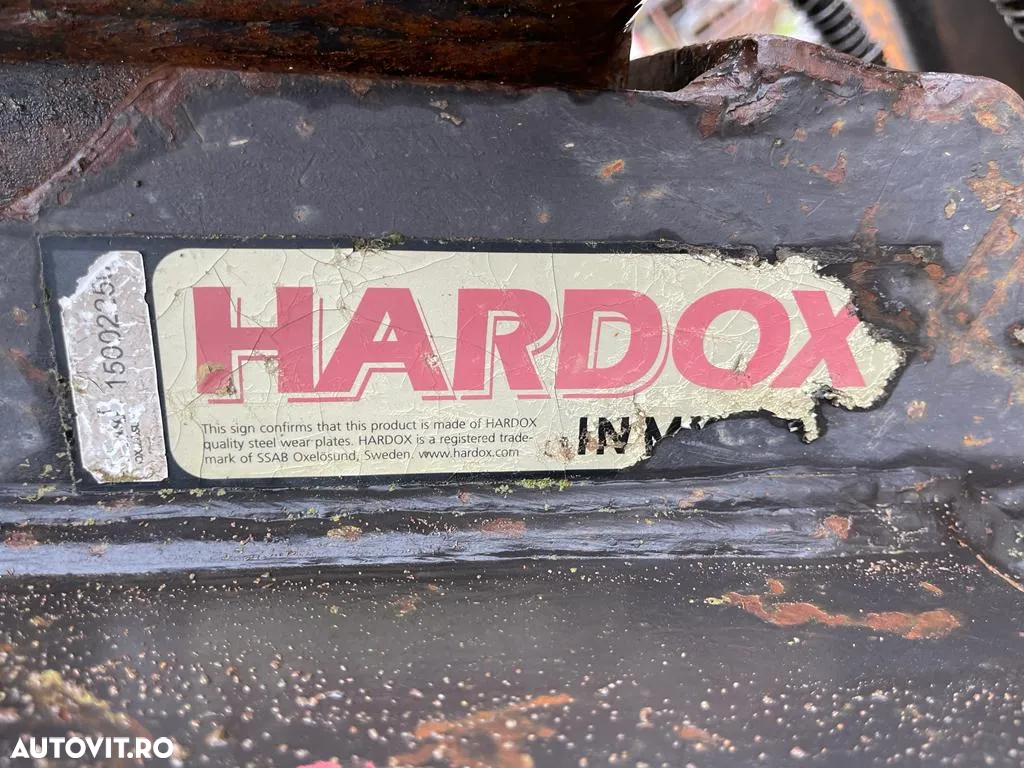 HARDOX
This sign confirms that this product is made of HARDOX
quality steel wear plates. HARDOX is a registered trade-
mark of SSAB Oxelösund, Sweden. www.hardox.com
IN
1500225
AUTOVIT.RO